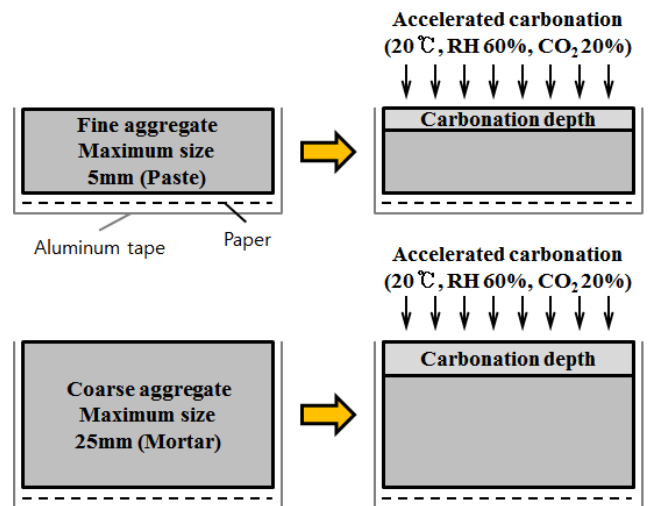 Accelerated carbonation
(20℃, RH 60%, CO₂ 20%)
Fine aggregate
Maximum size
5mm (Paste)
Carbonation depth
Aluminum tape
Paper
Accelerated carbonation
(20℃, RH 60%, CO₂ 20%)
Coarse aggregate
Maximum size
25mm (Mortar)
Carbonation depth